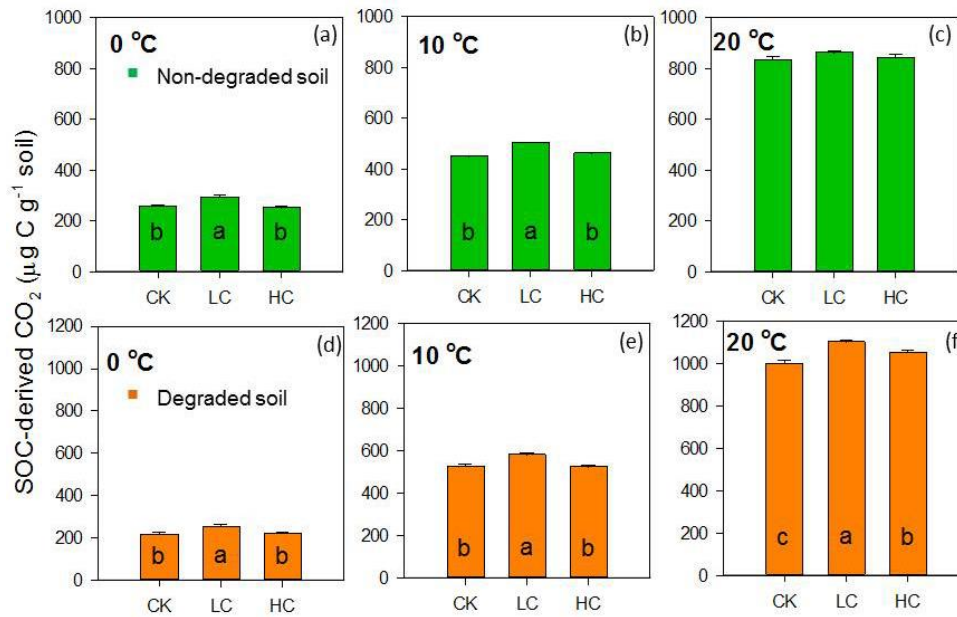 SOC-derived CO₂ (µg C g⁻¹ soil)
0 °C (a)
Non-degraded soil
1000
800
600
400
200
0
b a b
CK LC HC
10 °C (b)
1000
800
600
400
200
0
b a b
CK LC HC
20 °C (c)
1000
800
600
400
200
0
CK LC HC
0 °C (d)
Degraded soil
1200
1000
800
600
400
200
0
b a b
CK LC HC
10 °C (e)
1200
1000
800
600
400
200
0
b a b
CK LC HC
20 °C (f)
1200
1000
800
600
400
200
0
c a b
CK LC HC